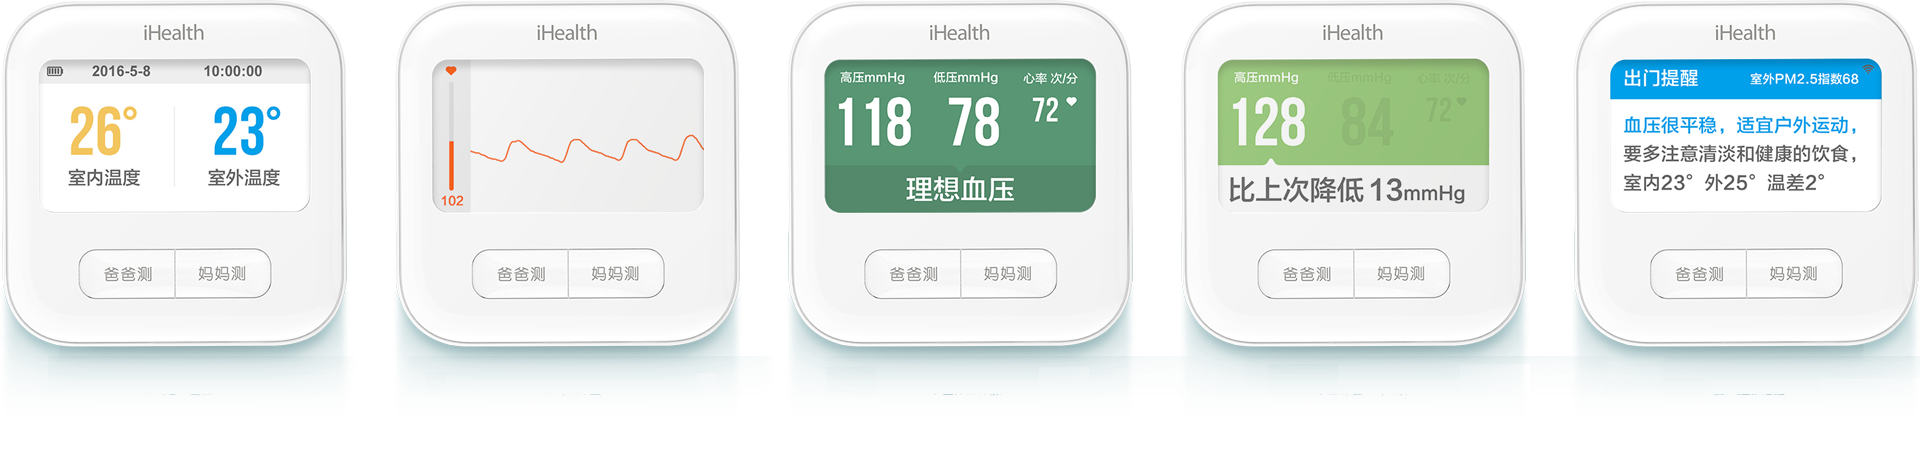 iHealth
2016-5-8 10:00:00
26° 23°
室内温度 室外温度
爸爸测 妈妈测
iHealth
102
爸爸测 妈妈测
iHealth
高压mmHg 低压mmHg 心率 次/分
118 78 72
理想血压
爸爸测 妈妈测
iHealth
高压mmHg 低压mmHg 心率 次/分
128 84 72
比上次降低 13mmHg
爸爸测 妈妈测
iHealth
出门提醒 室外PM2.5指数68
血压很平稳，适宜户外运动，
要多注意清淡和健康的饮食，
室内23° 外25° 温差2°
爸爸测 妈妈测